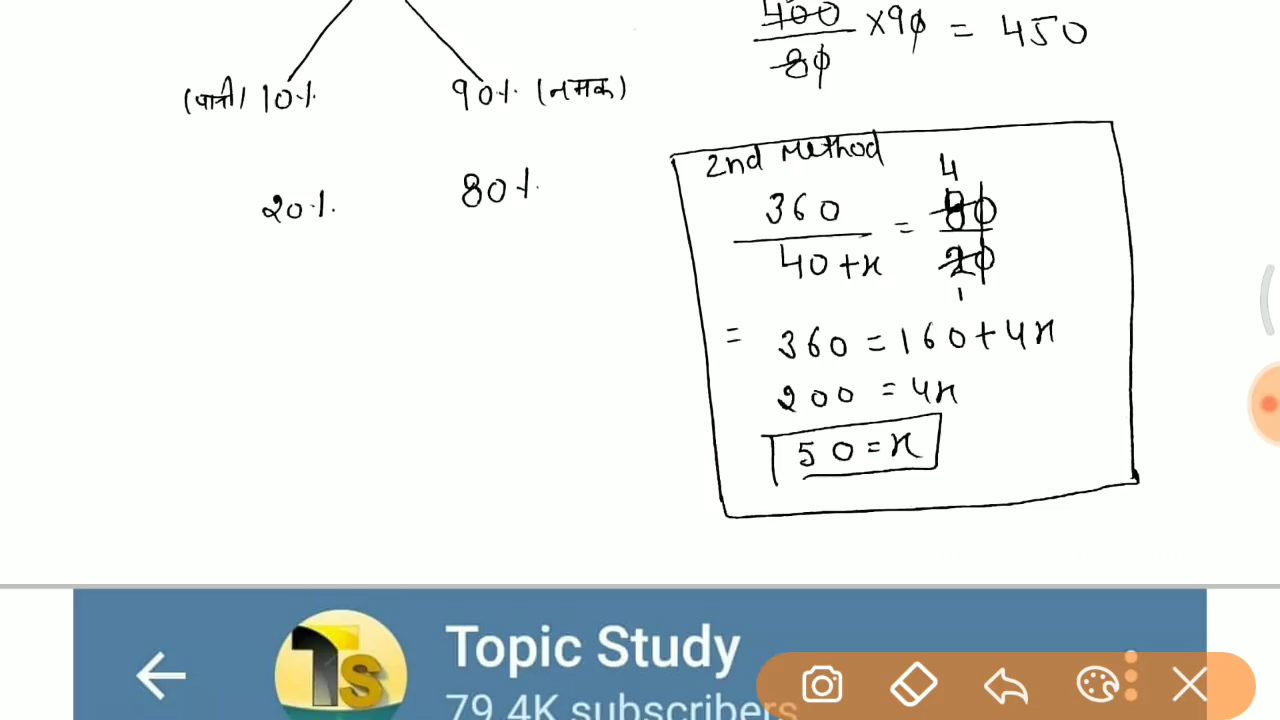 400/80 × 90 = 450
(पानी) 10% 90% (नमक)
20% 80%
2nd Method
360/(40+x) = 80/20
4
1
= 360 = 160 + 4x
200 = 4x
50 = x
Topic Study
79.4K subscribers
Ts